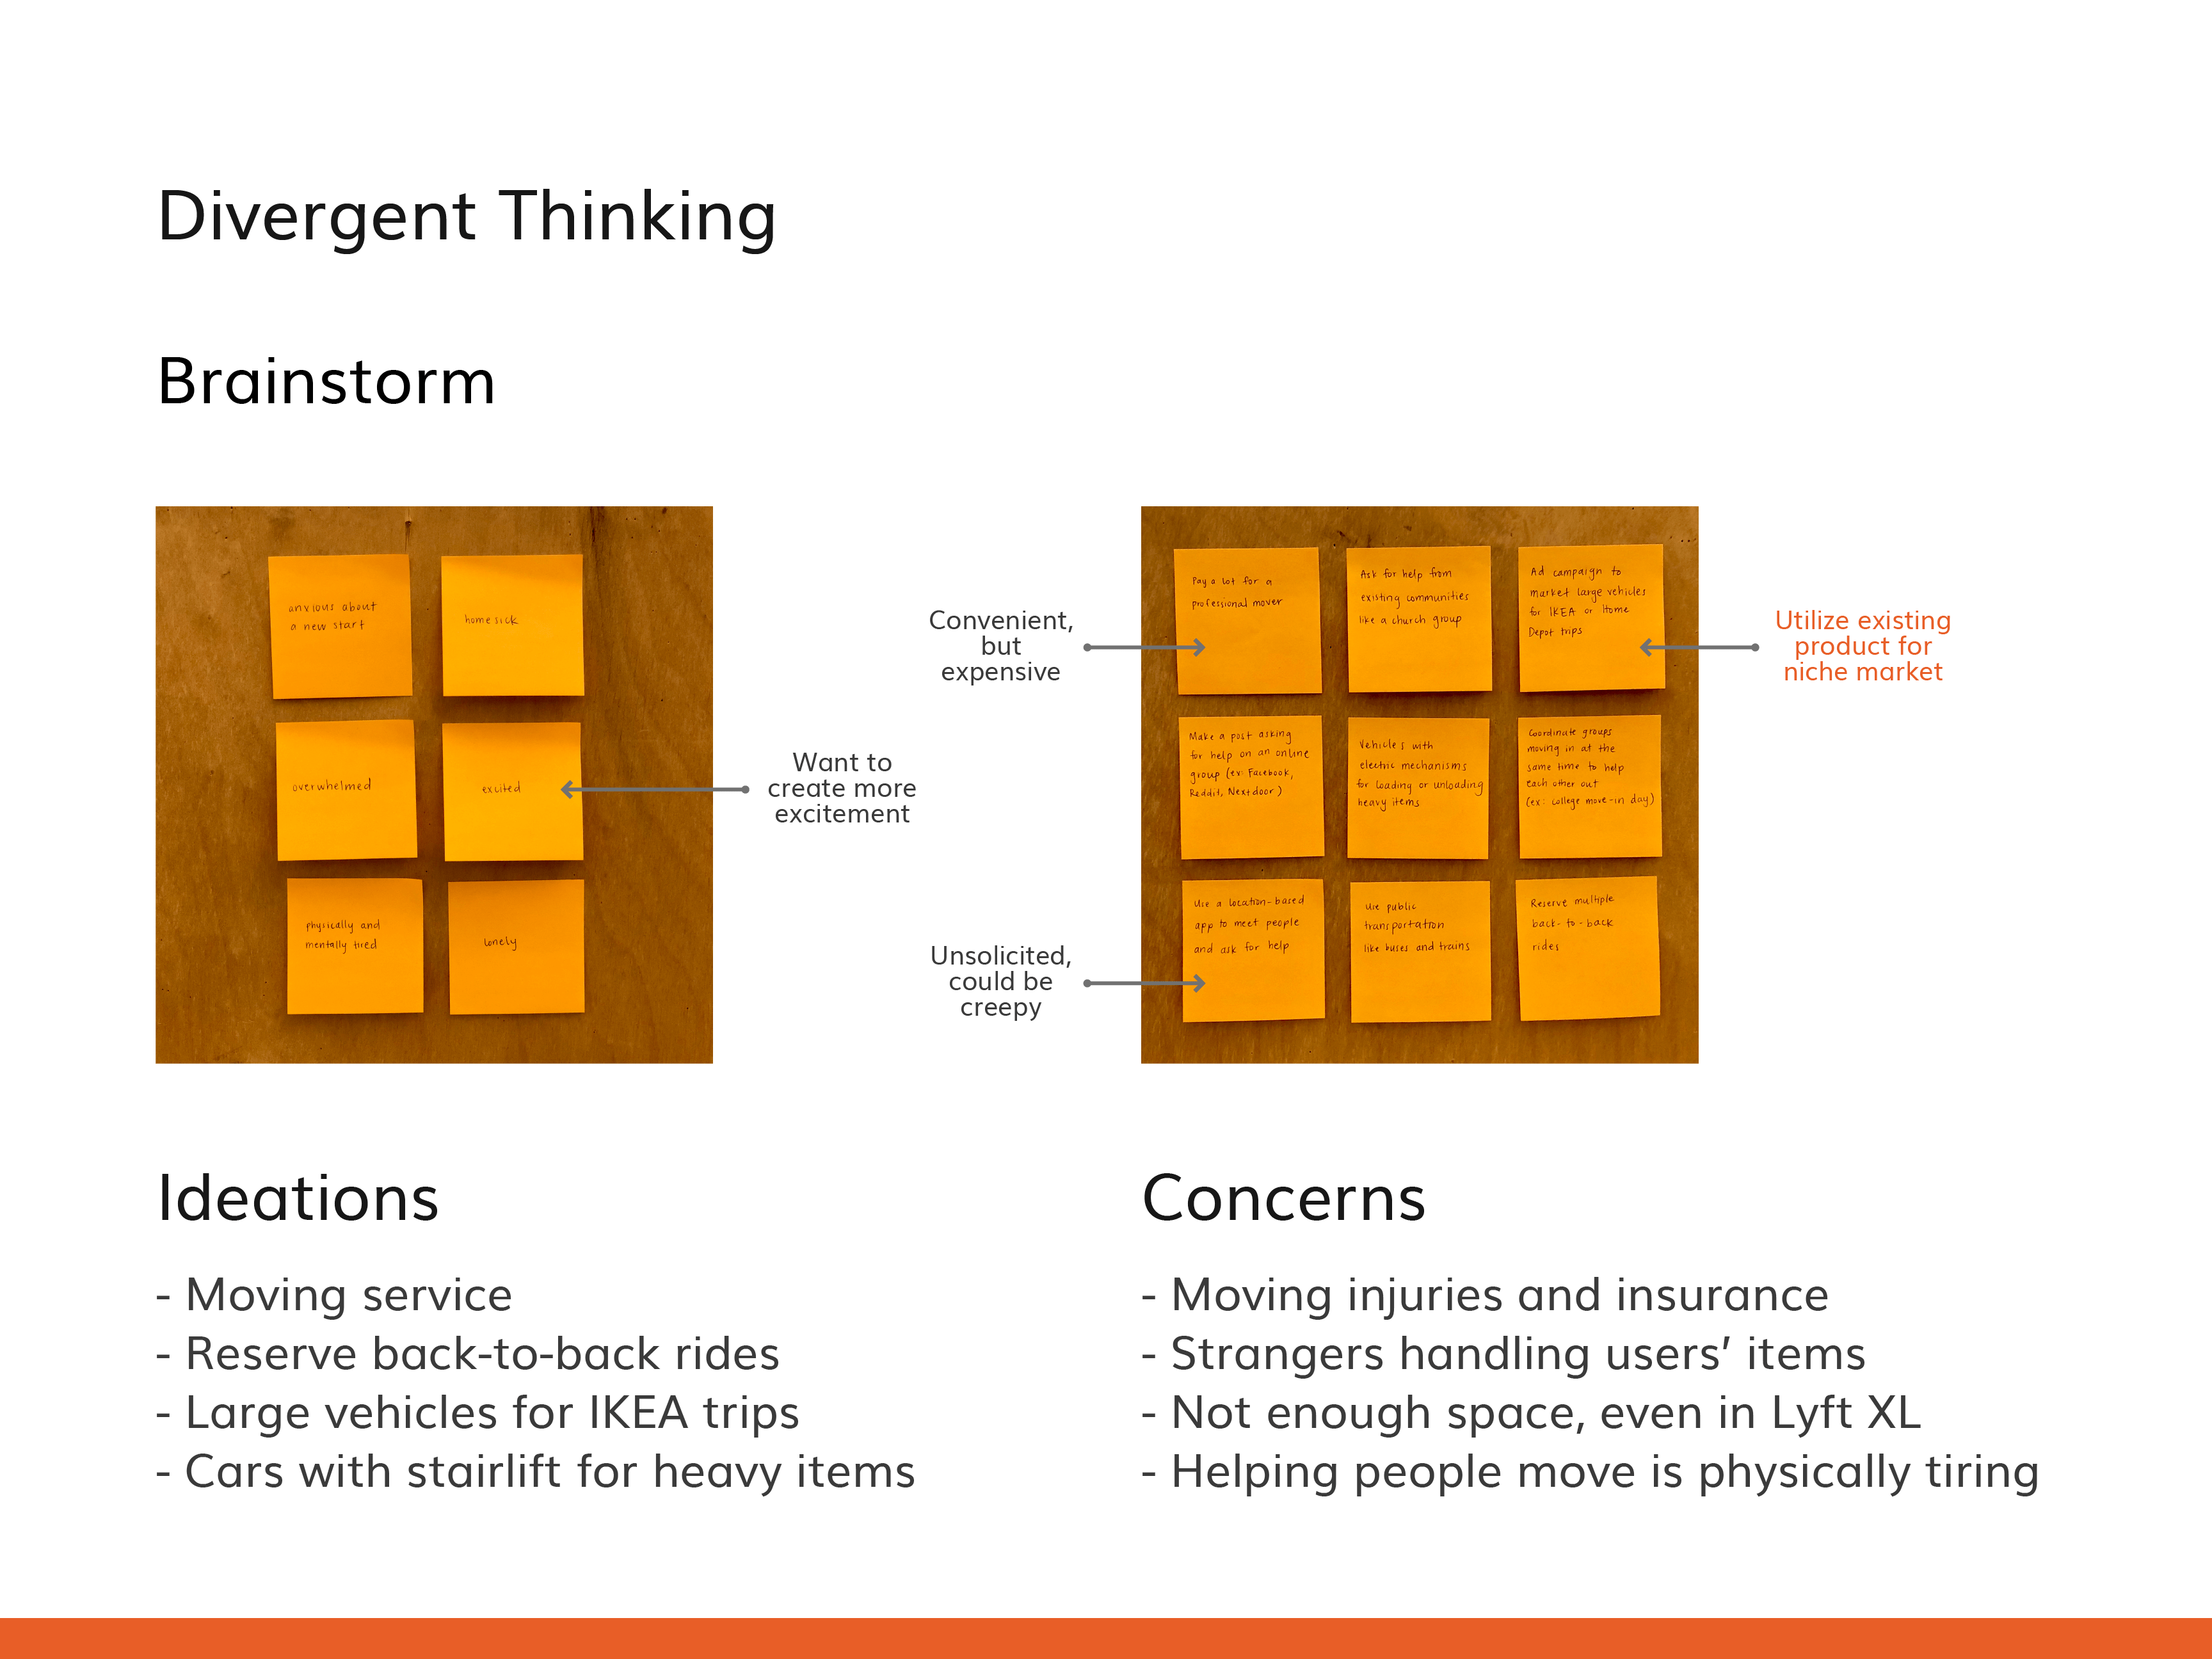 Divergent Thinking
Brainstorm
anxious about
a new start
homesick
overwhelmed
excited
physically and
mentally tired
lonely
Want to
create more
excitement
Convenient,
but
expensive
Unsolicited,
could be
creepy
Pay a lot for a
professional mover
Ask for help from
existing communities
like a church group
Ad campaign to
market large vehicles
for IKEA or Home
Depot trips
Make a post asking
for help on an online
group (ex: Facebook,
Reddit, Nextdoor)
Vehicles with
electric mechanisms
for loading or unloading
heavy items
Coordinate groups
moving in at the
same time to help
each other out
(ex: college move-in day)
Use a location-based
app to meet people
and ask for help
Use public
transportation
like buses and trains
Reserve multiple
back-to-back
rides
Utilize existing
product for
niche market
Ideations
- Moving service
- Reserve back-to-back rides
- Large vehicles for IKEA trips
- Cars with stairlift for heavy items
Concerns
- Moving injuries and insurance
- Strangers handling users’ items
- Not enough space, even in Lyft XL
- Helping people move is physically tiring